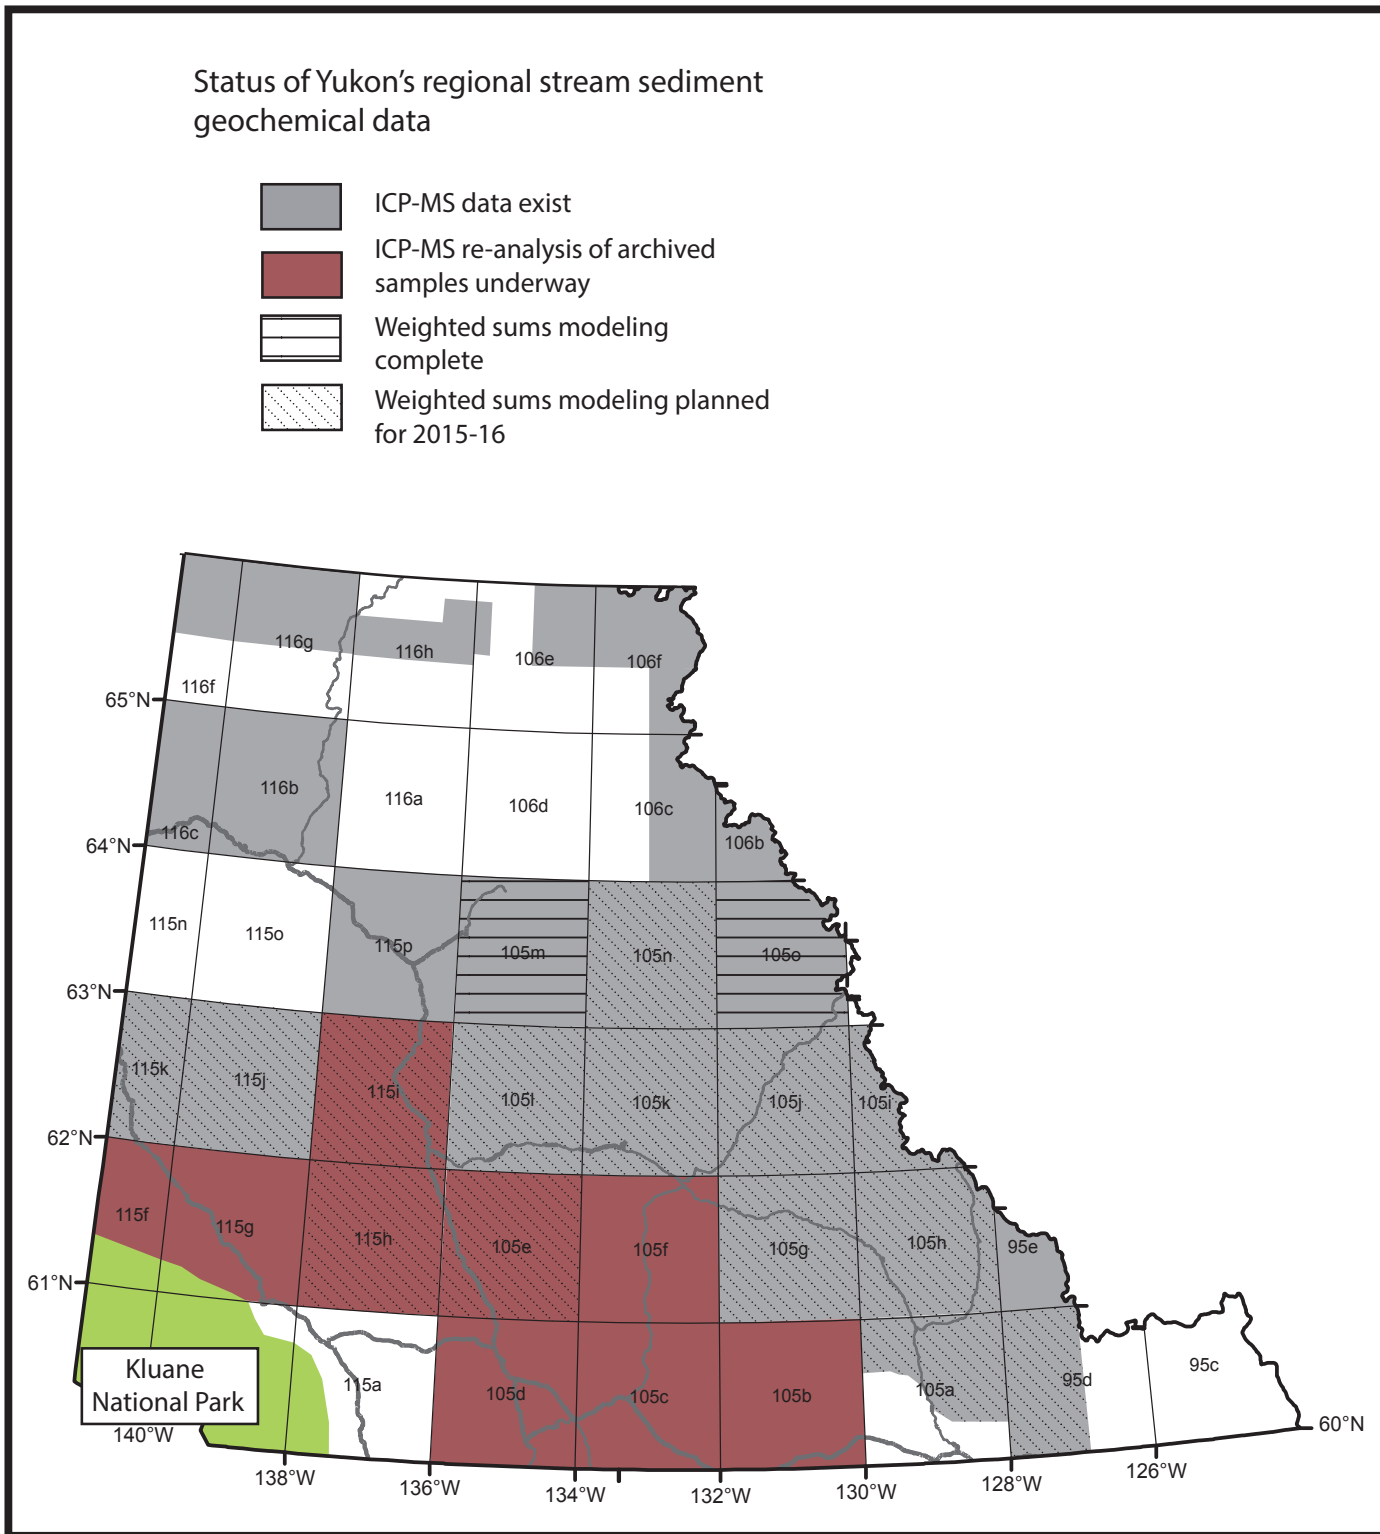 Status of Yukon's regional stream sediment
geochemical data
ICP-MS data exist
ICP-MS re-analysis of archived
samples underway
Weighted sums modeling
complete
Weighted sums modeling planned
for 2015-16
116g
116h
106e
106f
116f
65°N
116b
116a
106d
106c
116c
64°N
106b
115n
115o
115p
105m
105n
105o
63°N
115k
115j
115i
105l
105k
105j
105i
62°N
115f
115g
115h
105e
105f
105g
105h
95e
61°N
Kluane
National Park
115a
105d
105c
105b
105a
95d
95c
60°N
140°W
138°W
136°W
134°W
132°W
130°W
128°W
126°W